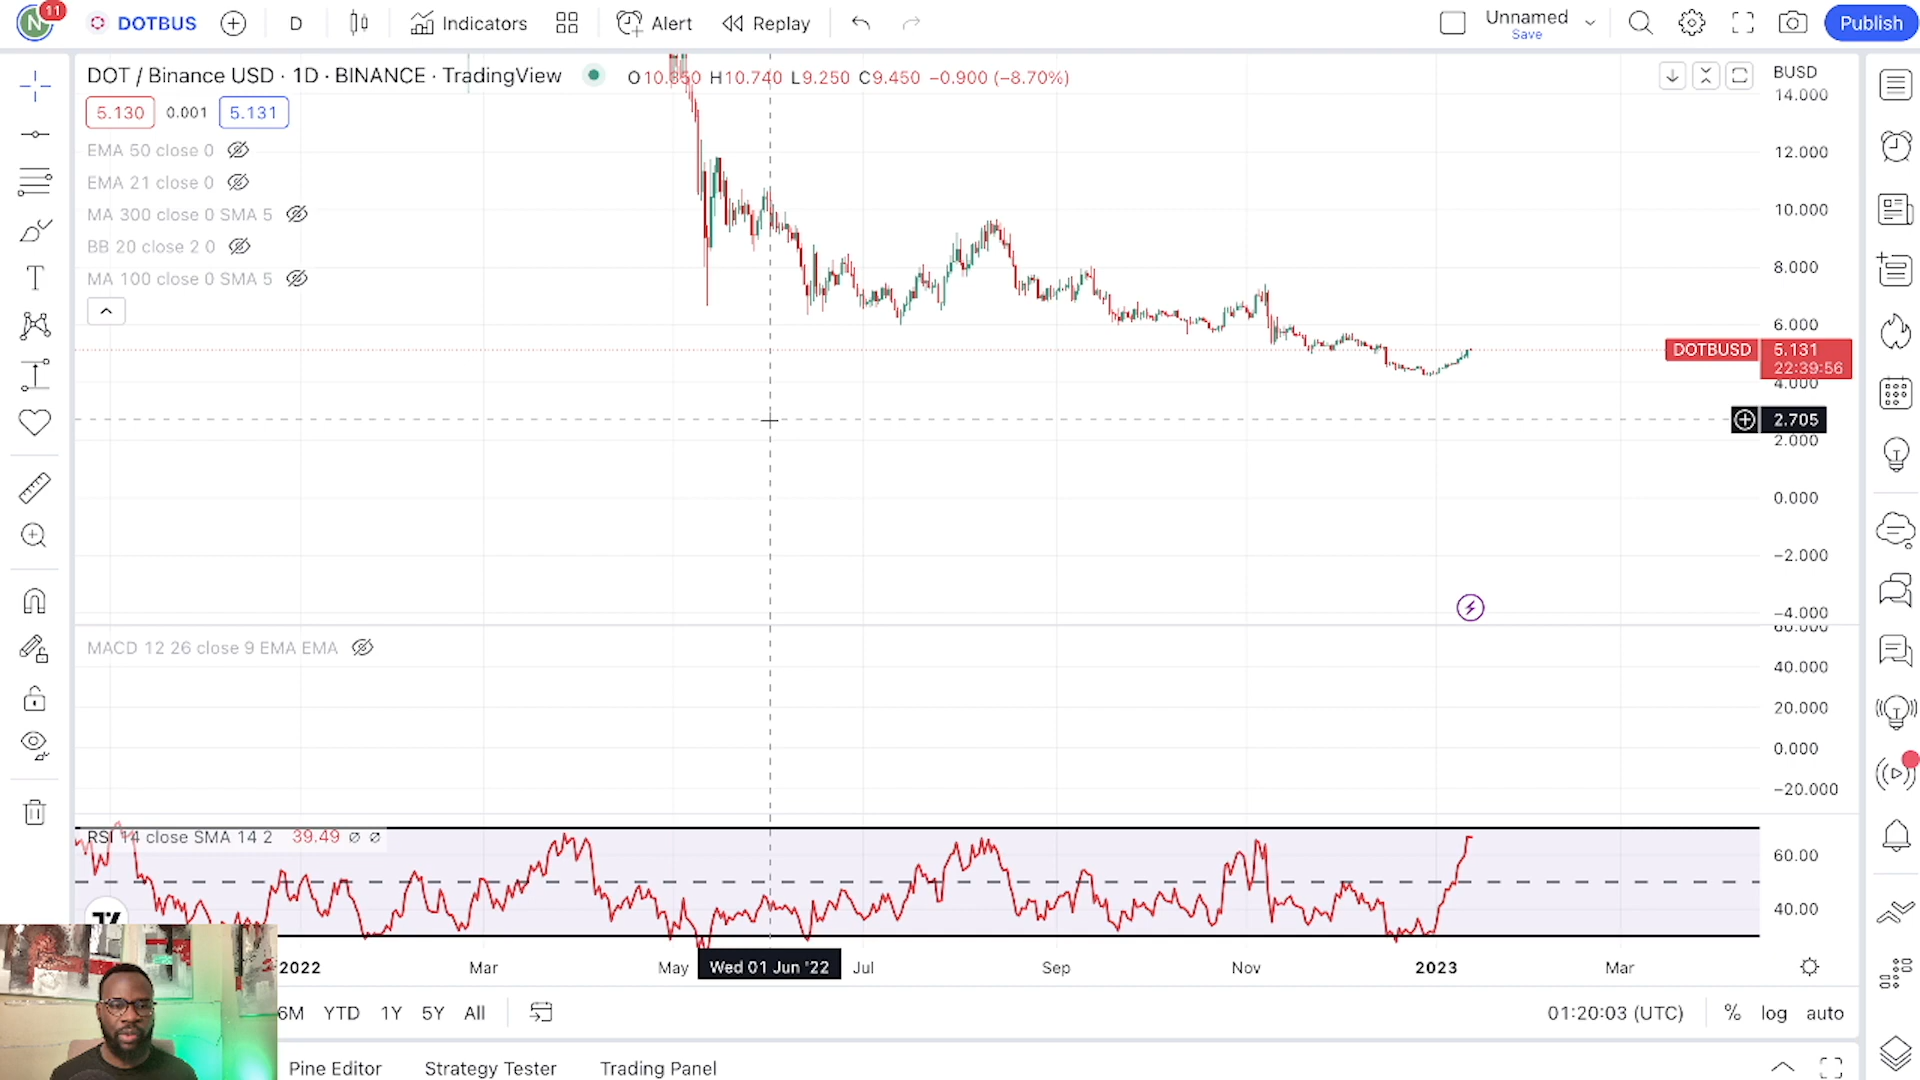 N 11 DOTBUS D Indicators Alert Replay Unnamed Save Publish
DOT / Binance USD · 1D · BINANCE · TradingView O10.350 H10.740 L9.250 C9.450 −0.900 (−8.70%) BUSD
5.130 0.001 5.131
EMA 50 close 0
EMA 21 close 0
MA 300 close 0 SMA 5
BB 20 close 2 0
MA 100 close 0 SMA 5
14.000
12.000
10.000
8.000
6.000
DOTBUSD 5.131
22:39:56
4.000
2.705
2.000
0.000
−2.000
−4.000
MACD 12 26 close 9 EMA EMA
60.000
40.000
20.000
0.000
−20.000
RSI 14 close SMA 14 2 39.49 ∅ ∅
60.00
40.00
2022 Mar May Wed 01 Jun '22 Jul Sep Nov 2023 Mar
6M YTD 1Y 5Y All 01:20:03 (UTC) % log auto
Pine Editor Strategy Tester Trading Panel